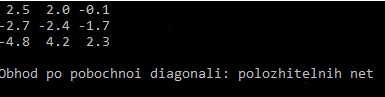 2.5 2.0 -0.1
-2.7 -2.4 -1.7
-4.8 4.2 2.3
Obhod po pobochnoi diagonali: polozhitelnih net